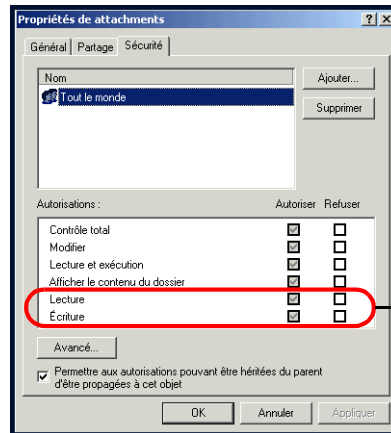 Propriétés de attachments
Général Partage Sécurité
Nom
Ajouter...
Tout le monde
Supprimer
Autorisations : Autoriser Refuser
Contrôle total
Modifier
Lecture et exécution
Afficher le contenu du dossier
Lecture
Écriture
Avancé...
Permettre aux autorisations pouvant être héritées du parent
d'être propagées à cet objet
OK Annuler Appliquer